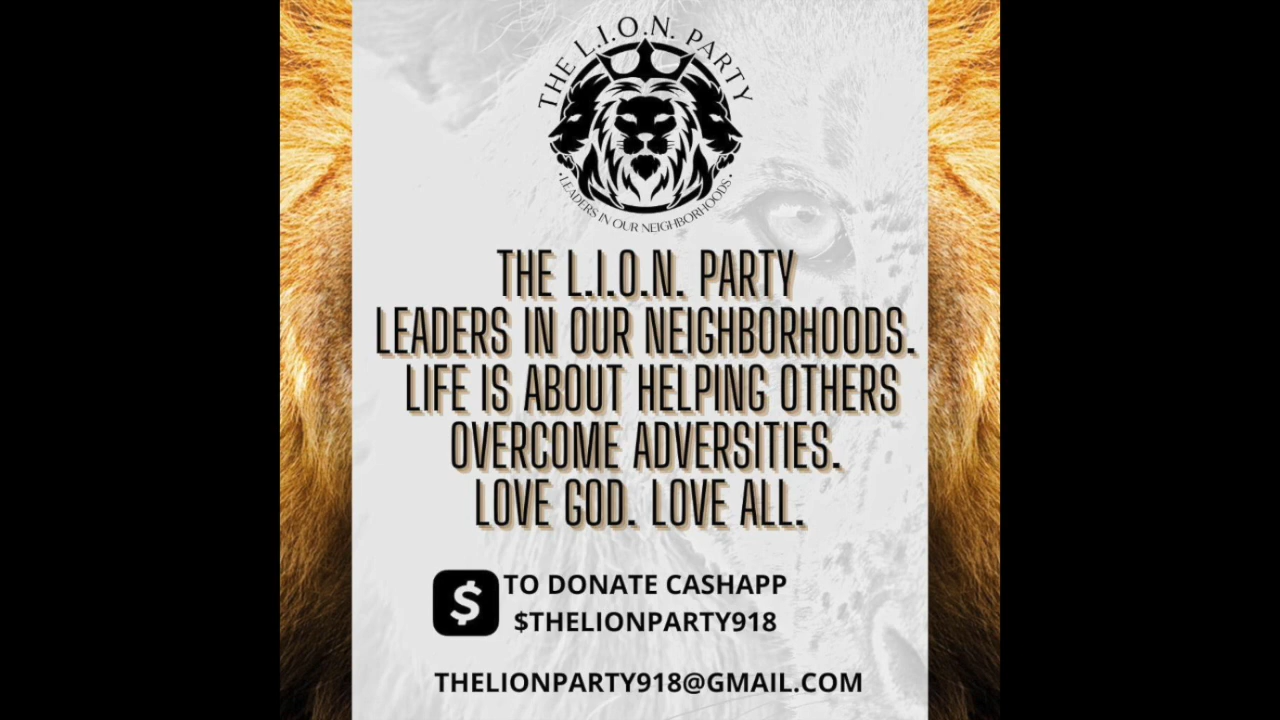 THE L.I.O.N. PARTY
·LEADERS IN OUR NEIGHBORHOODS·
THE L.I.O.N. PARTY
LEADERS IN OUR NEIGHBORHOODS.
LIFE IS ABOUT HELPING OTHERS
OVERCOME ADVERSITIES.
LOVE GOD. LOVE ALL.
$ TO DONATE CASHAPP
$THELIONPARTY918
THELIONPARTY918@GMAIL.COM